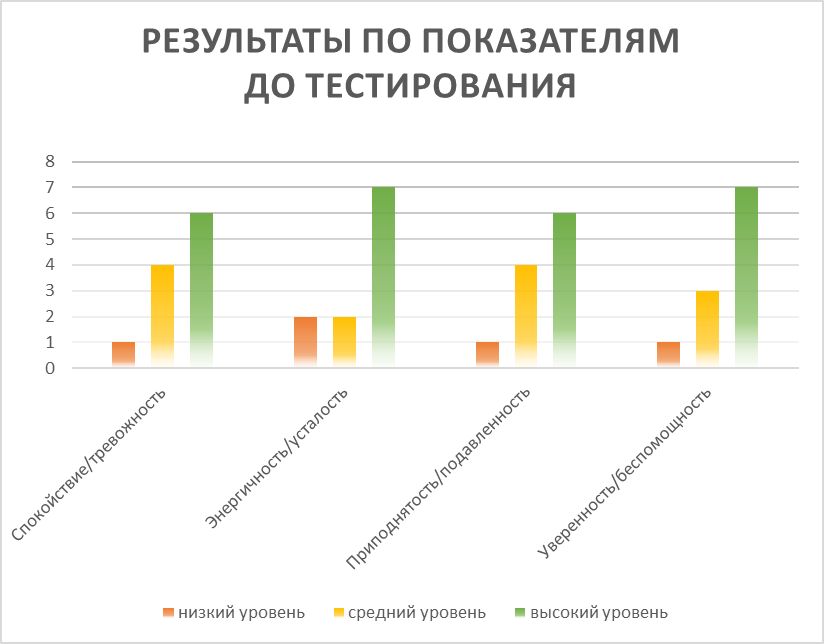 РЕЗУЛЬТАТЫ ПО ПОКАЗАТЕЛЯМ
ДО ТЕСТИРОВАНИЯ
8
7
6
5
4
3
2
1
0
Спокойствие/тревожность
Энергичность/усталость
Приподнятость/подавленность
Уверенность/беспомощность
низкий уровень
средний уровень
высокий уровень